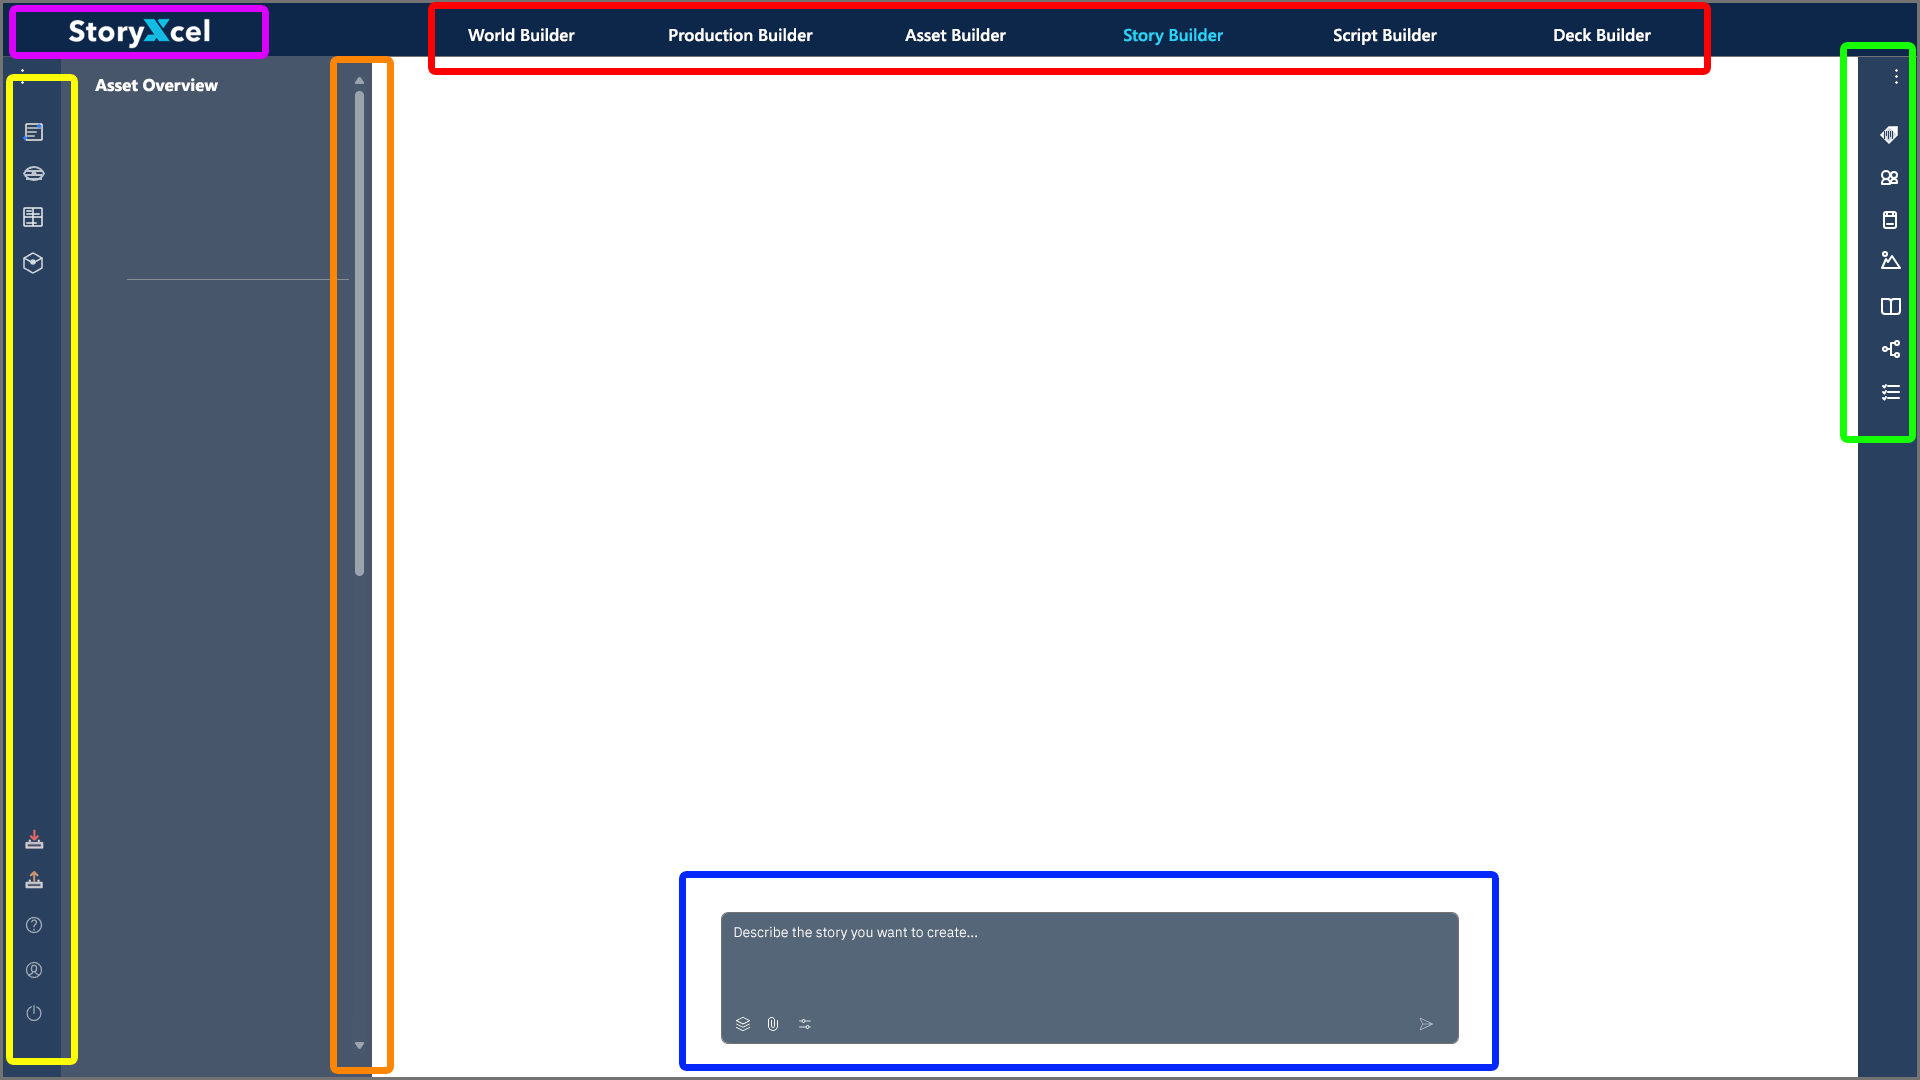 StoryXcel
World Builder
Production Builder
Asset Builder
Story Builder
Script Builder
Deck Builder
Asset Overview
Describe the story you want to create...